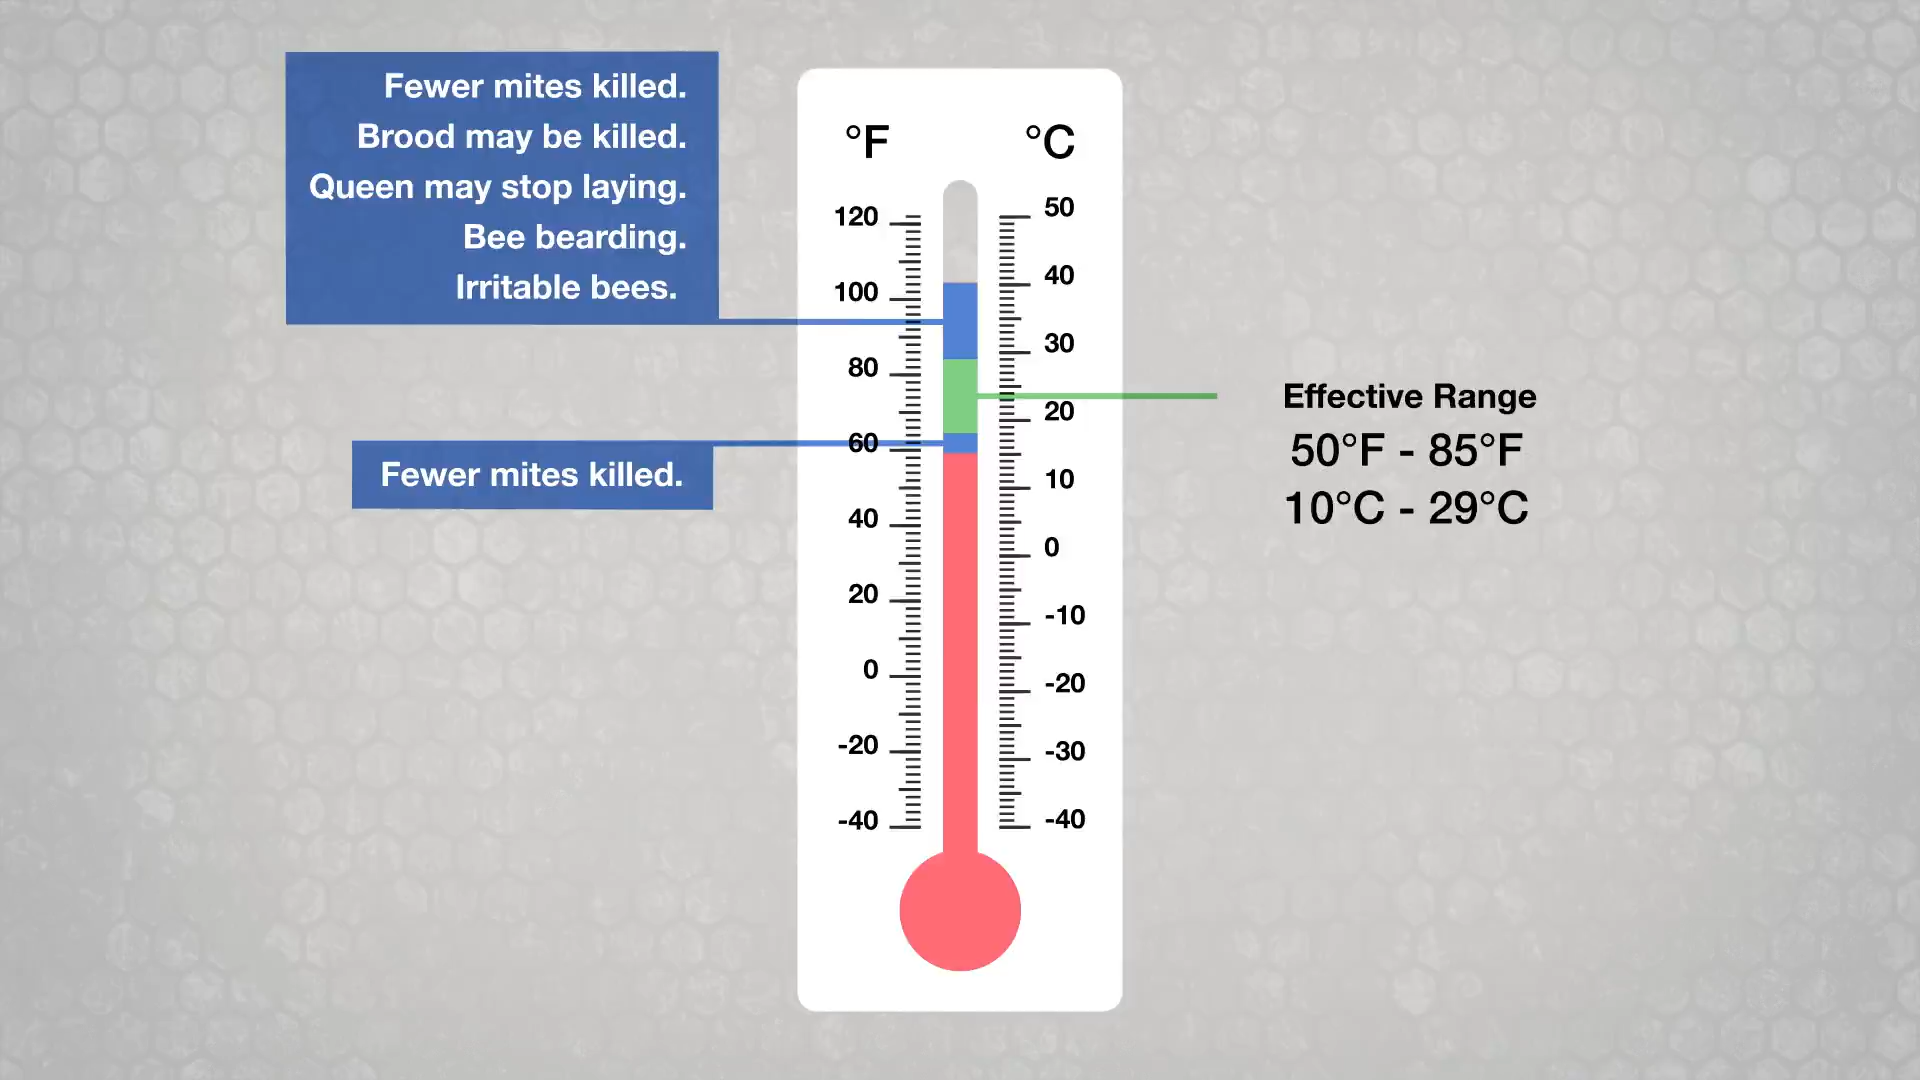 Fewer mites killed.
Brood may be killed.
Queen may stop laying.
Bee bearding.
Irritable bees.
Fewer mites killed.
°F
°C
120
100
80
60
40
20
0
-20
-40
50
40
30
20
10
0
-10
-20
-30
-40
Effective Range
50°F - 85°F
10°C - 29°C